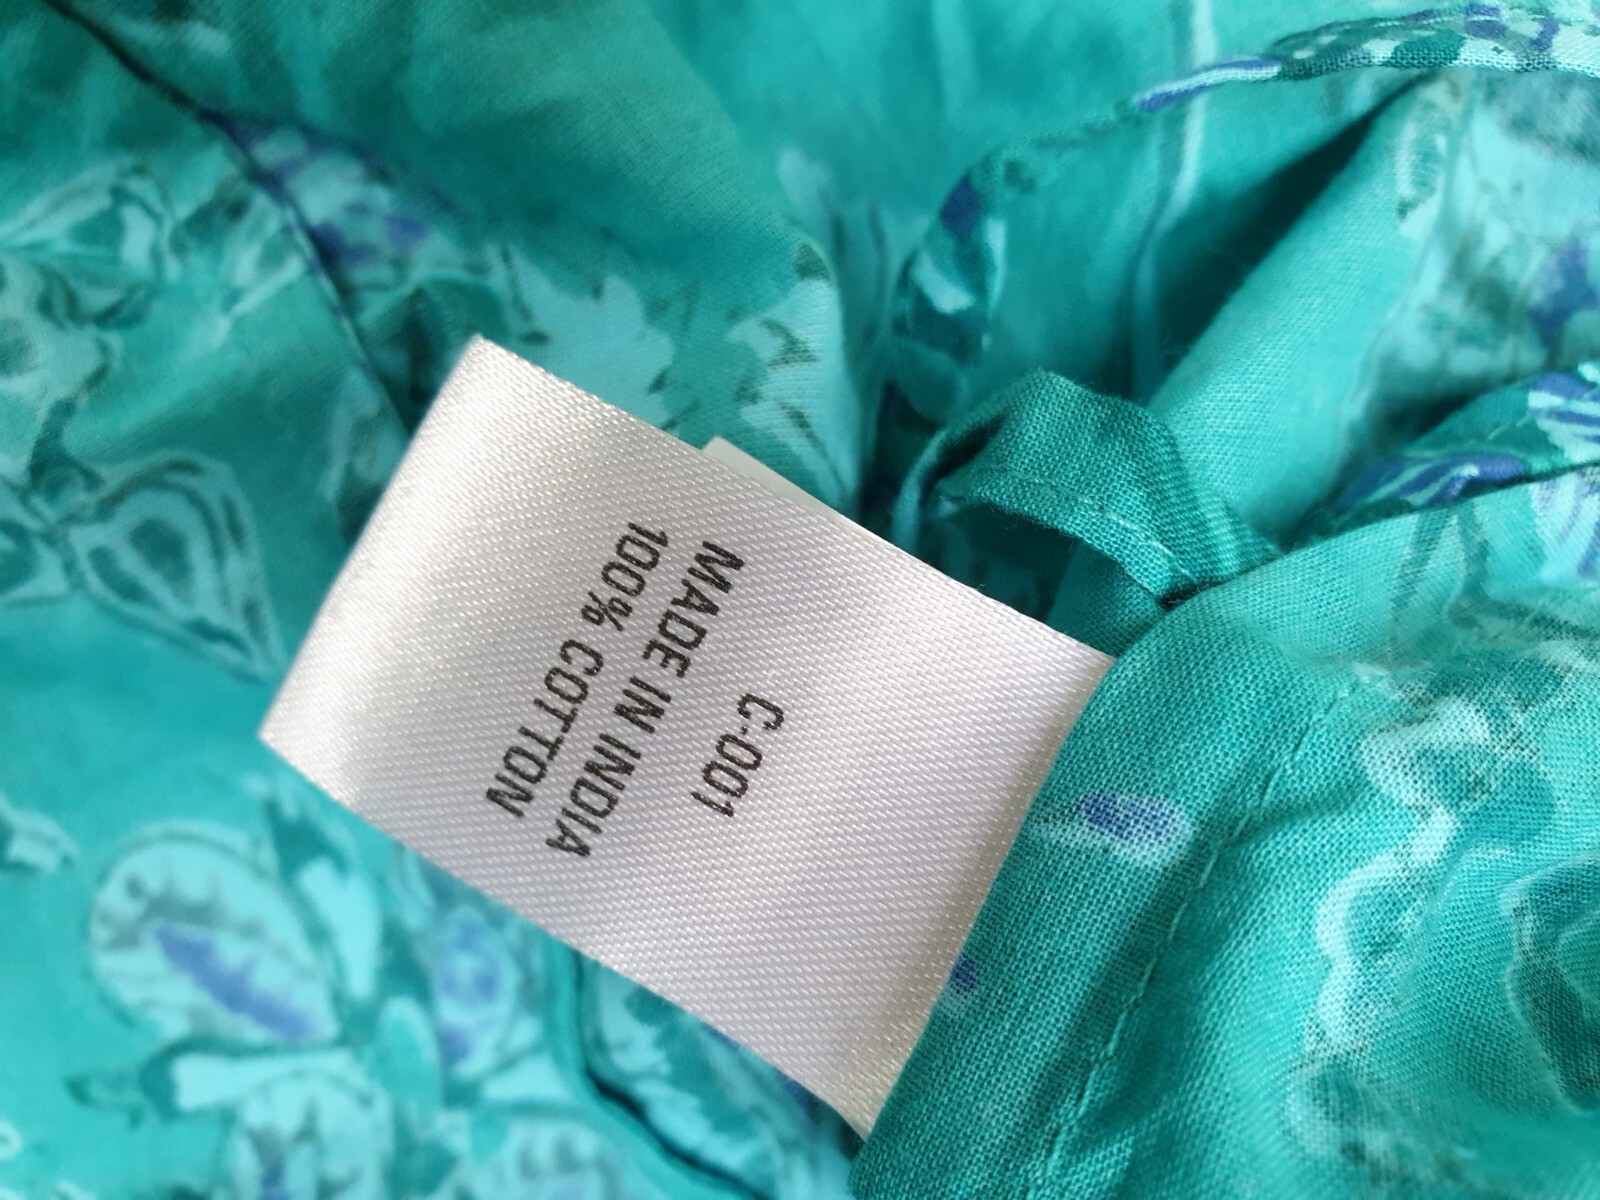 C-001
MADE IN INDIA
100% COTTON